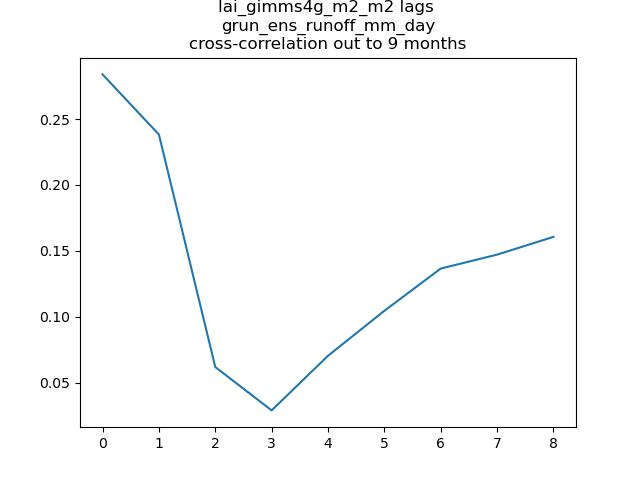 lai_gimms4g_m2_m2 lags
grun_ens_runoff_mm_day
cross-correlation out to 9 months
0.25
0.20
0.15
0.10
0.05
0 1 2 3 4 5 6 7 8